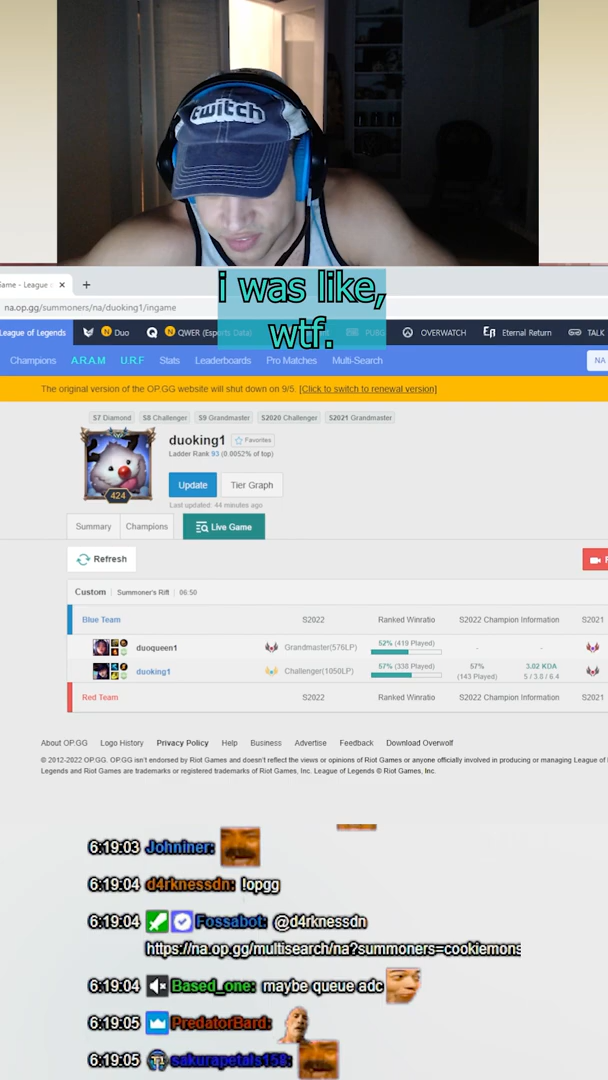 twitch
i was like,
wtf.
Game - League
na.op.gg/summoners/na/duoking1/ingame
League of Legends Duo QWER (Esports Data) PUBG OVERWATCH Eternal Return TALK
Champions A.R.A.M U.R.F Stats Leaderboards Pro Matches Multi-Search NA
The original version of the OP.GG website will shut down on 9/5. [Click to switch to renewal version]
S7 Diamond S8 Challenger S9 Grandmaster S2020 Challenger S2021 Grandmaster
duoking1 Favorites
Ladder Rank 93 (0.0052% of top)
424
Update Tier Graph
Last updated: 44 minutes ago
Summary Champions Live Game
Refresh
Custom Summoner's Rift 06:50
Blue Team S2022 Ranked Winratio S2022 Champion Information S2021
duoqueen1 Grandmaster(576LP) 52% (419 Played) - -
duoking1 Challenger(1050LP) 57% (338 Played) 57% (143 Played) 3.02 KDA 5 / 3.8 / 6.4
Red Team S2022 Ranked Winratio S2022 Champion Information S2021
About OP.GG Logo History Privacy Policy Help Business Advertise Feedback Download Overwolf
© 2012-2022 OP.GG. OP.GG isn't endorsed by Riot Games and doesn't reflect the views or opinions of Riot Games or anyone officially involved in producing or managing League of
Legends and Riot Games are trademarks or registered trademarks of Riot Games, Inc. League of Legends © Riot Games, Inc.
6:19:03 Johniner:
6:19:04 d4rknessdn: !opgg
6:19:04 Fossabot: @d4rknessdn
https://na.op.gg/multisearch/na?summoners=cookiemons
6:19:04 Based_one: maybe queue adc
6:19:05 PredatorBard:
6:19:05 sakurapetals158: